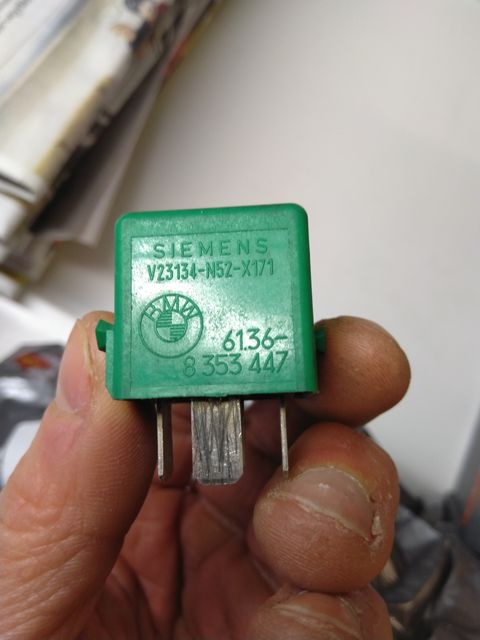 SIEMENS
V23134-N52-X171
BMW
61.36-
8 353 447